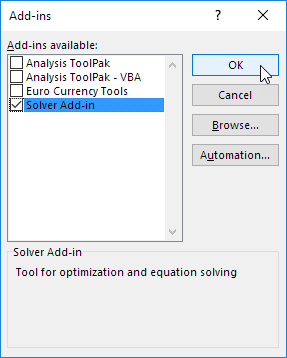 Add-ins
?
Add-ins available:
Analysis ToolPak
Analysis ToolPak - VBA
Euro Currency Tools
Solver Add-in
OK
Cancel
Browse...
Automation...
Solver Add-in
Tool for optimization and equation solving